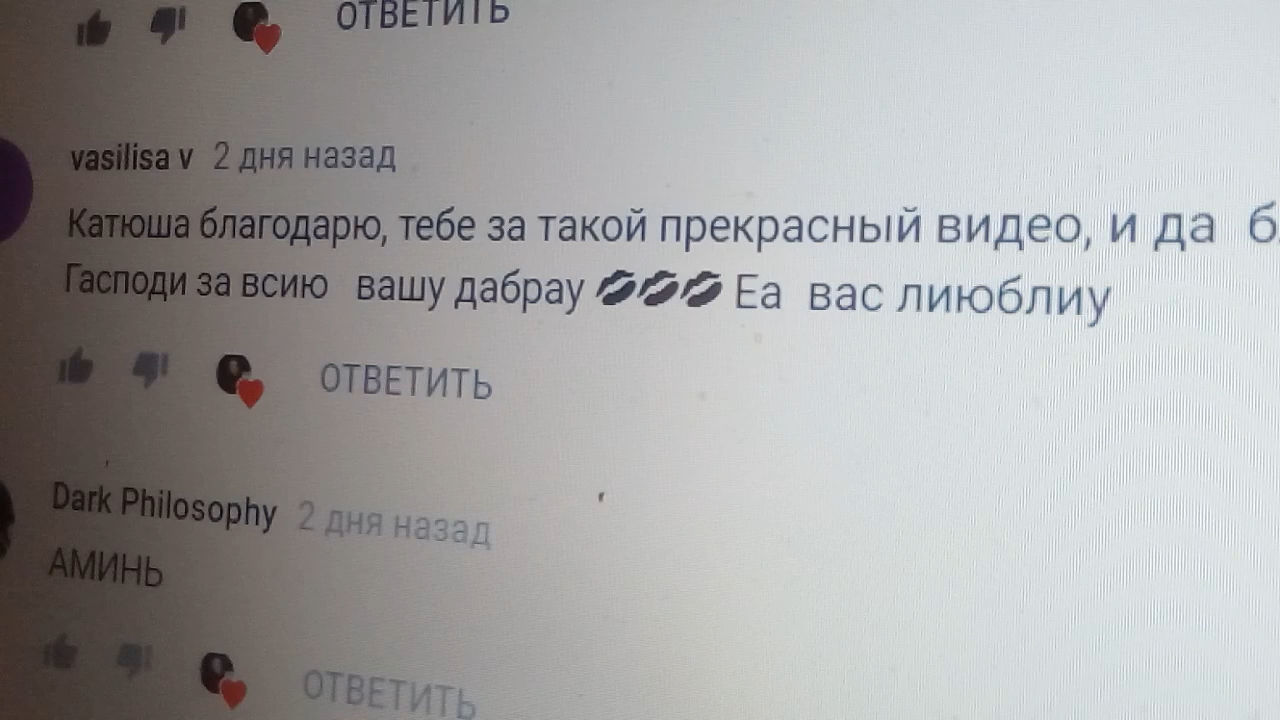 ОТВЕТИТЬ
vasilisa v 2 дня назад
Катюша благодарю, тебе за такой прекрасный видео, и да
Гасподи за всию вашу дабрау 💋💋💋 Еа вас лиюблиу
ОТВЕТИТЬ
Dark Philosophy 2 дня назад
АМИНЬ
ОТВЕТИТЬ